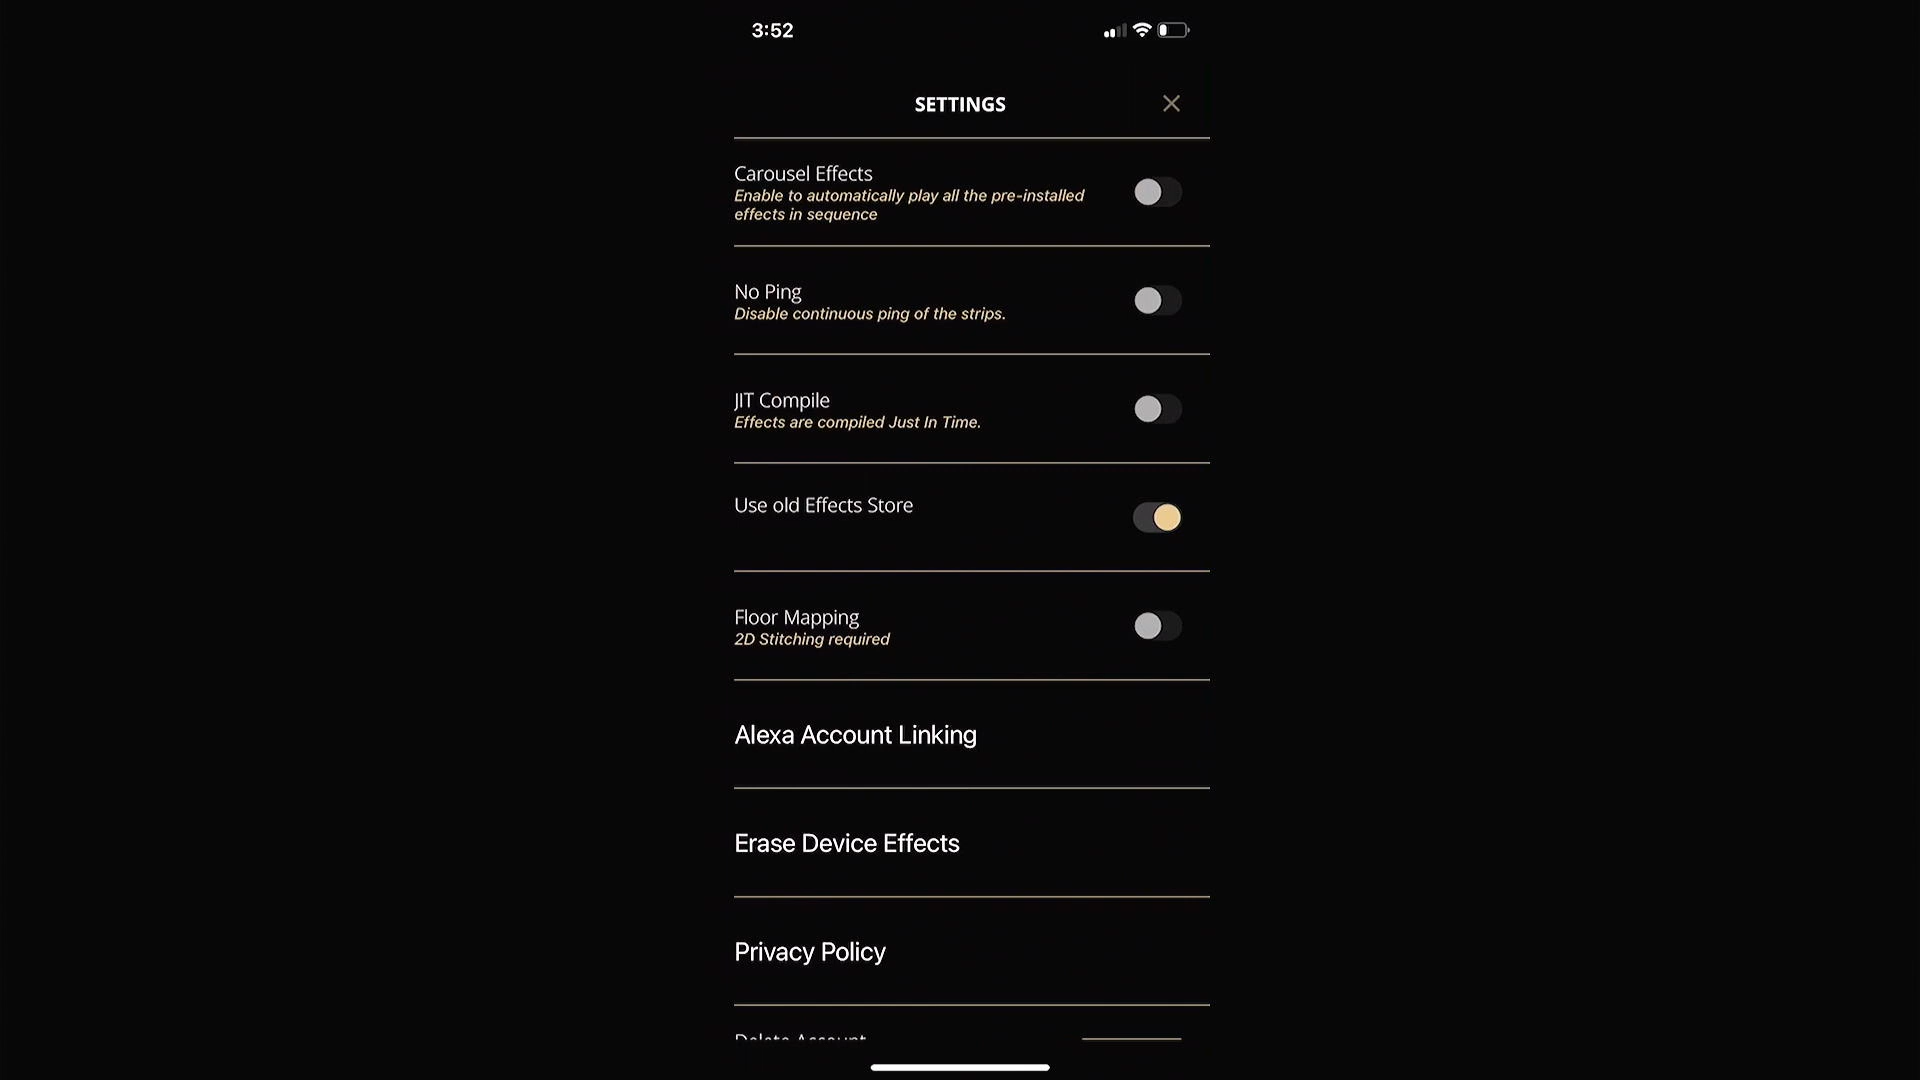 3:52
SETTINGS
Carousel Effects
Enable to automatically play all the pre-installed
effects in sequence
No Ping
Disable continuous ping of the strips.
JIT Compile
Effects are compiled Just In Time.
Use old Effects Store
Floor Mapping
2D Stitching required
Alexa Account Linking
Erase Device Effects
Privacy Policy
Delete Account